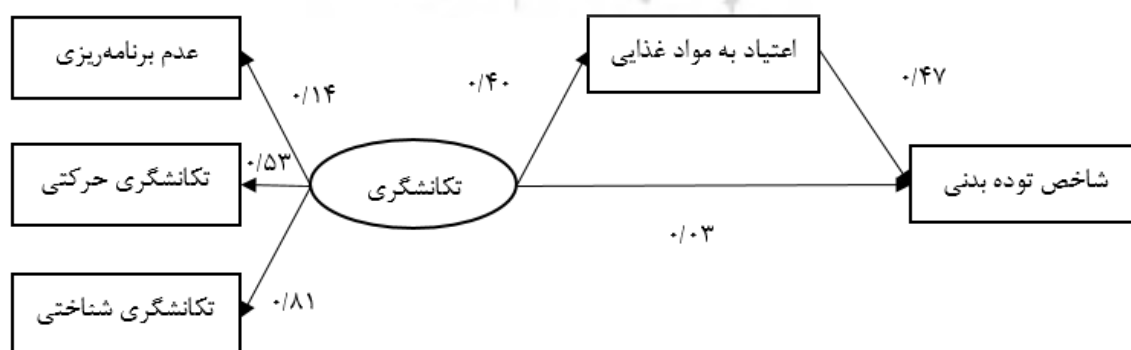 اعتیاد به مواد غذایی
عدم برنامه‌ریزی
۰/۴۷
۰/۴۰
۰/۱۴
۰/۵۳
شاخص توده بدنی
تکانشگری
تکانشگری حرکتی
۰/۰۳
۰/۸۱
تکانشگری شناختی